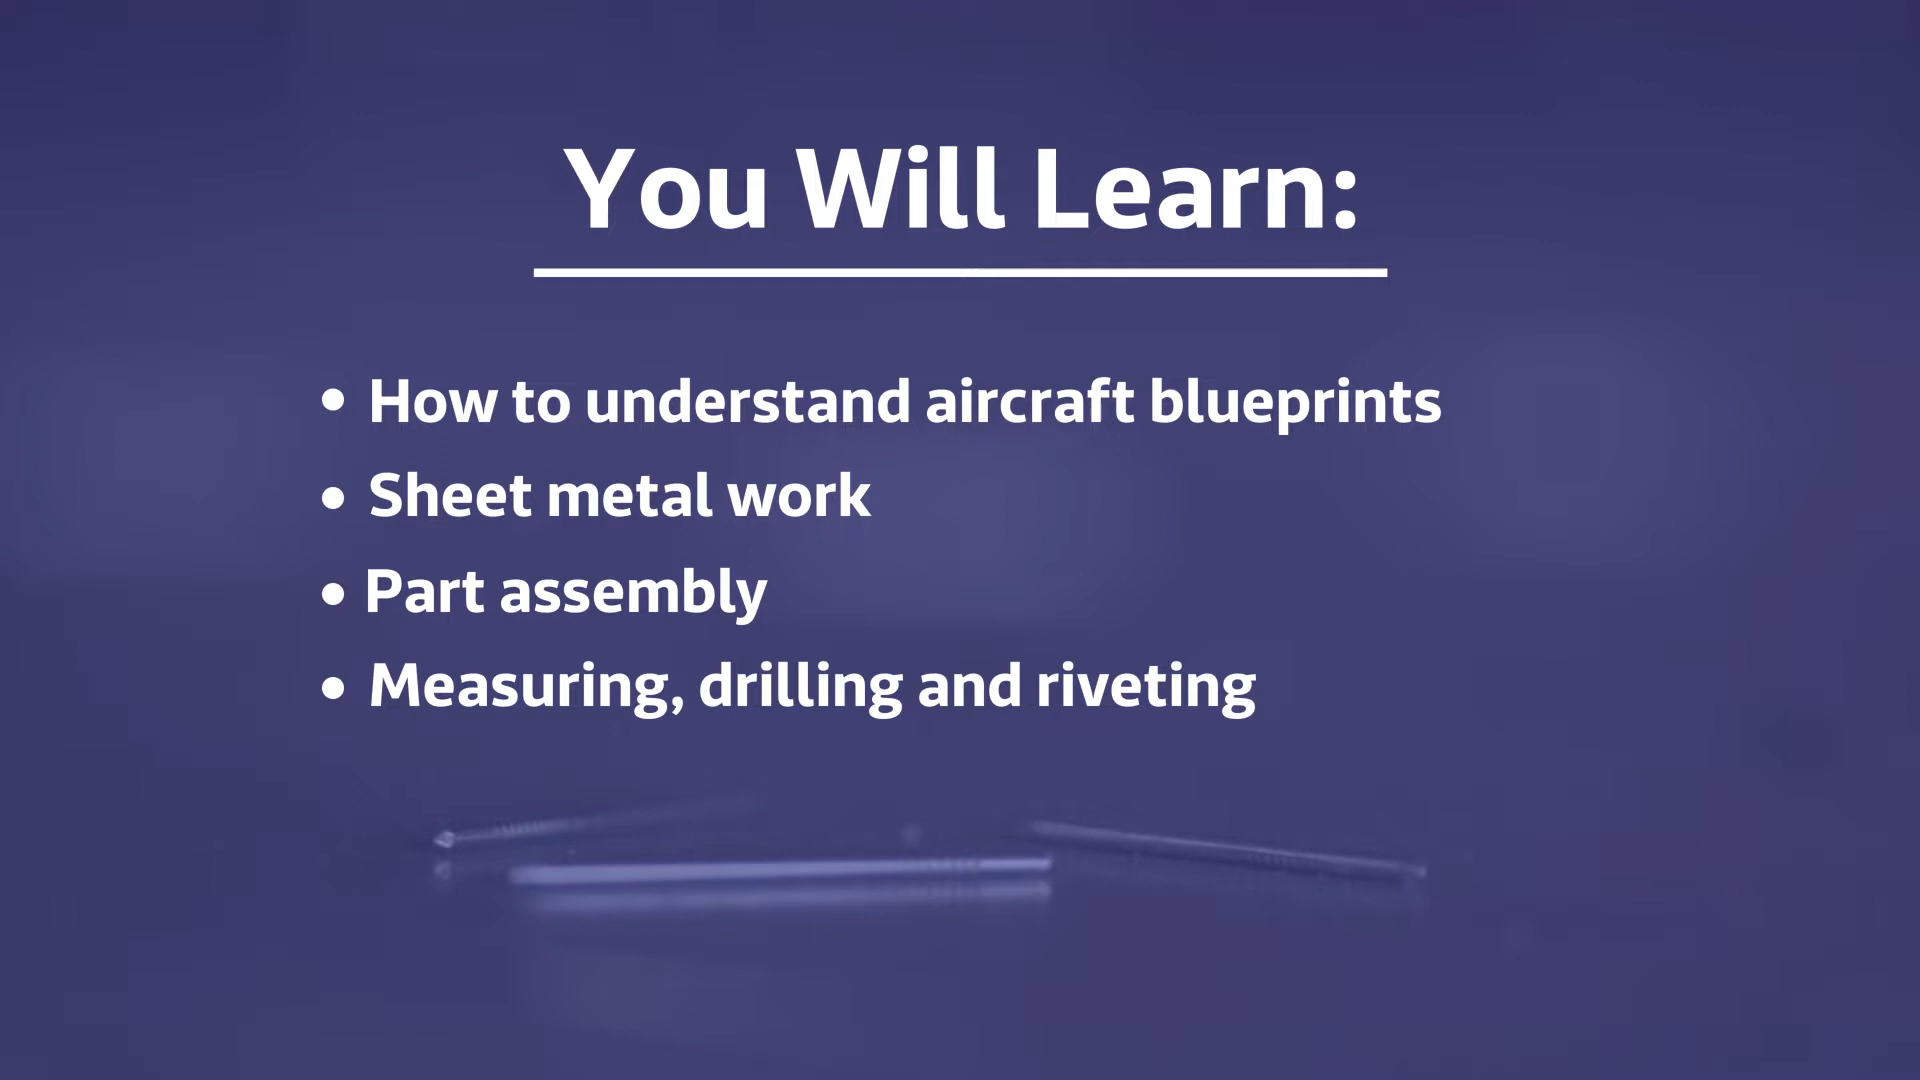 You Will Learn:
• How to understand aircraft blueprints
• Sheet metal work
• Part assembly
• Measuring, drilling and riveting